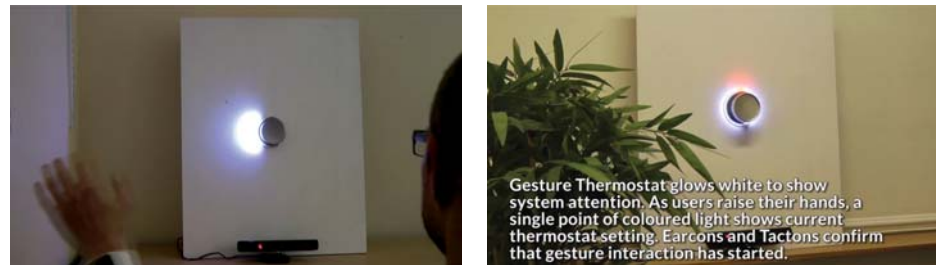 Gesture Thermostat glows white to show
system attention. As users raise their hands, a
single point of coloured light shows current
thermostat setting. Earcons and Tactons confirm
that gesture interaction has started.